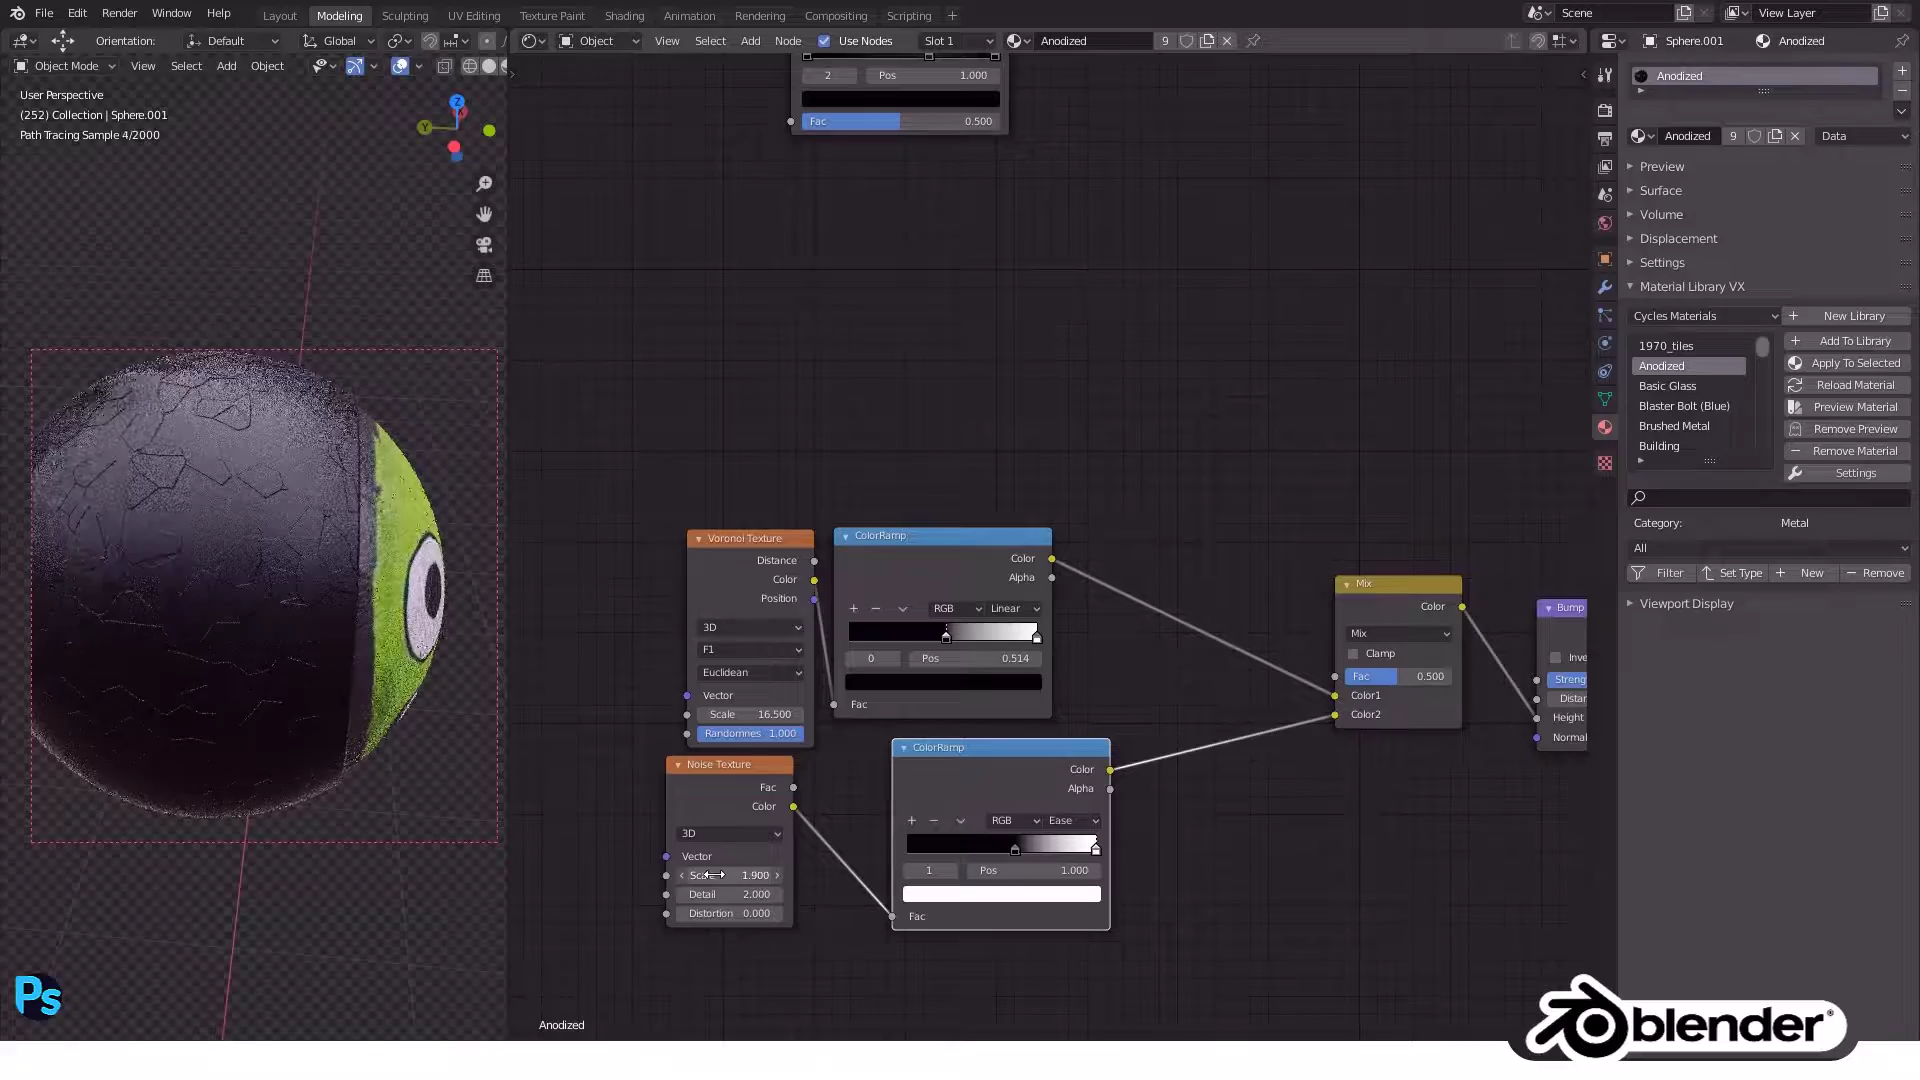 File Edit Render Window Help
Layout Modeling Sculpting UV Editing Texture Paint Shading Animation Rendering Compositing Scripting +
Scene View Layer
Orientation: Default Global
Object View Select Add Node Use Nodes Slot 1 Anodized 9
Sphere.001 Anodized
Object Mode View Select Add Object
User Perspective
(252) Collection | Sphere.001
Path Tracing Sample 4/2000
Z
Y
2 Pos 1.000
Fac 0.500
Voronoi Texture
Distance
Color
Position
3D
F1
Euclidean
Vector
Scale 16.500
Randomnes 1.000
ColorRamp
Color
Alpha
RGB Linear
0 Pos 0.514
Fac
Noise Texture
Fac
Color
3D
Vector
1.900
Detail 2.000
Distortion 0.000
ColorRamp
Color
Alpha
RGB Ease
1 Pos 1.000
Fac
Mix
Color
Mix
Clamp
Fac 0.500
Color1
Color2
Bump
Inve
Streng
Distar
Height
Normal
Anodized
Anodized
Anodized 9 Data
Preview
Surface
Volume
Displacement
Settings
Material Library VX
Cycles Materials
New Library
1970_tiles
Anodized
Basic Glass
Blaster Bolt (Blue)
Brushed Metal
Building
Add To Library
Apply To Selected
Reload Material
Preview Material
Remove Preview
Remove Material
Settings
Category: Metal
All
Filter Set Type New Remove
Viewport Display
Ps
blender®